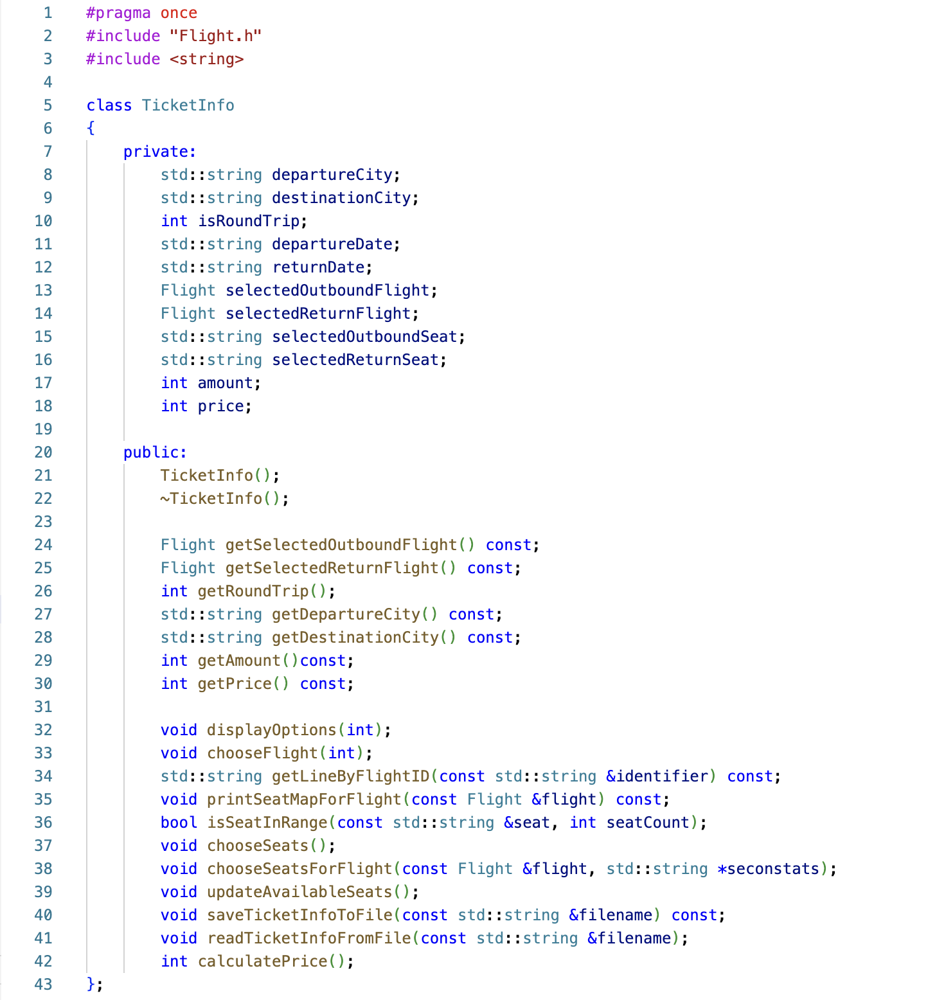 1 #pragma once
2 #include "Flight.h"
3 #include <string>
4
5 class TicketInfo
6 {
7     private:
8         std::string departureCity;
9         std::string destinationCity;
10         int isRoundTrip;
11         std::string departureDate;
12         std::string returnDate;
13         Flight selectedOutboundFlight;
14         Flight selectedReturnFlight;
15         std::string selectedOutboundSeat;
16         std::string selectedReturnSeat;
17         int amount;
18         int price;
19
20     public:
21         TicketInfo();
22         ~TicketInfo();
23
24         Flight getSelectedOutboundFlight() const;
25         Flight getSelectedReturnFlight() const;
26         int getRoundTrip();
27         std::string getDepartureCity() const;
28         std::string getDestinationCity() const;
29         int getAmount()const;
30         int getPrice() const;
31
32         void displayOptions(int);
33         void chooseFlight(int);
34         std::string getLineByFlightID(const std::string &identifier) const;
35         void printSeatMapForFlight(const Flight &flight) const;
36         bool isSeatInRange(const std::string &seat, int seatCount);
37         void chooseSeats();
38         void chooseSeatsForFlight(const Flight &flight, std::string *seconstats);
39         void updateAvailableSeats();
40         void saveTicketInfoToFile(const std::string &filename) const;
41         void readTicketInfoFromFile(const std::string &filename);
42         int calculatePrice();
43 };